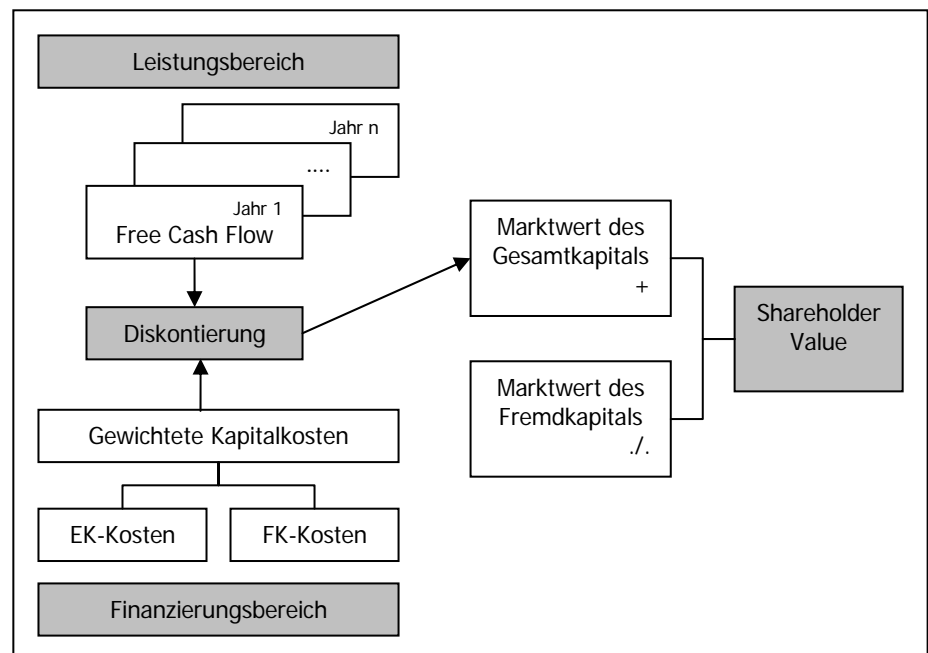 Leistungsbereich
Jahr n
....
Jahr 1
Free Cash Flow
Diskontierung
Gewichtete Kapitalkosten
EK-Kosten
FK-Kosten
Finanzierungsbereich
Marktwert des
Gesamtkapitals
+
Marktwert des
Fremdkapitals
./.
Shareholder
Value